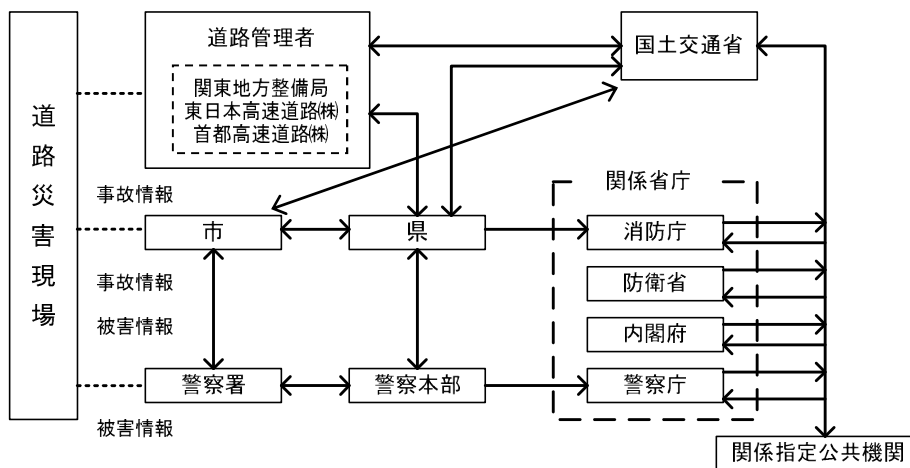 道路災害現場
道路管理者
関東地方整備局
東日本高速道路㈱
首都高速道路㈱
国土交通省
事故情報
関係省庁
市
県
消防庁
事故情報
防衛省
被害情報
内閣府
警察署
警察本部
警察庁
被害情報
関係指定公共機関